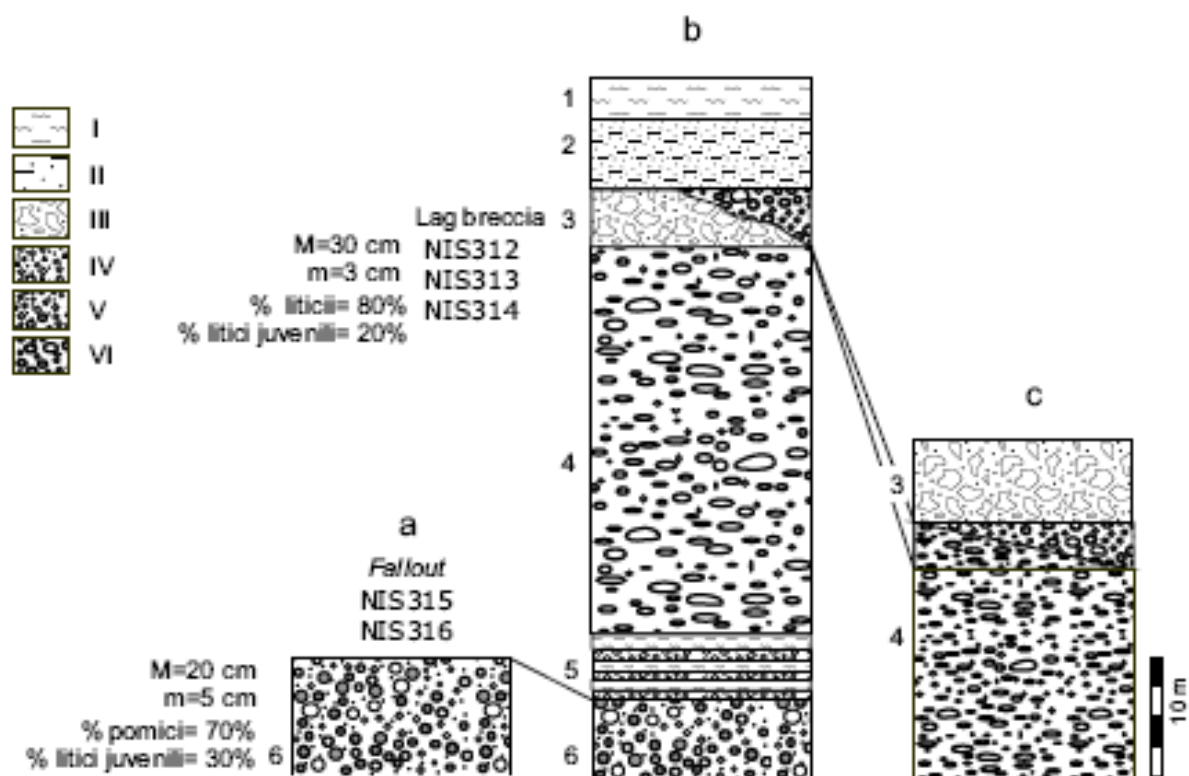 b
1
2
3
4
5
6
I
II
III
IV
V
VI
Lag breccia
NIS312
NIS313
NIS314
M=30 cm
m=3 cm
% liticii= 80%
% litici juvenili= 20%
a
Fallout
NIS315
NIS316
M=20 cm
m=5 cm
% pomici= 70%
% litici juvenili= 30%
6
c
3
4
10 m